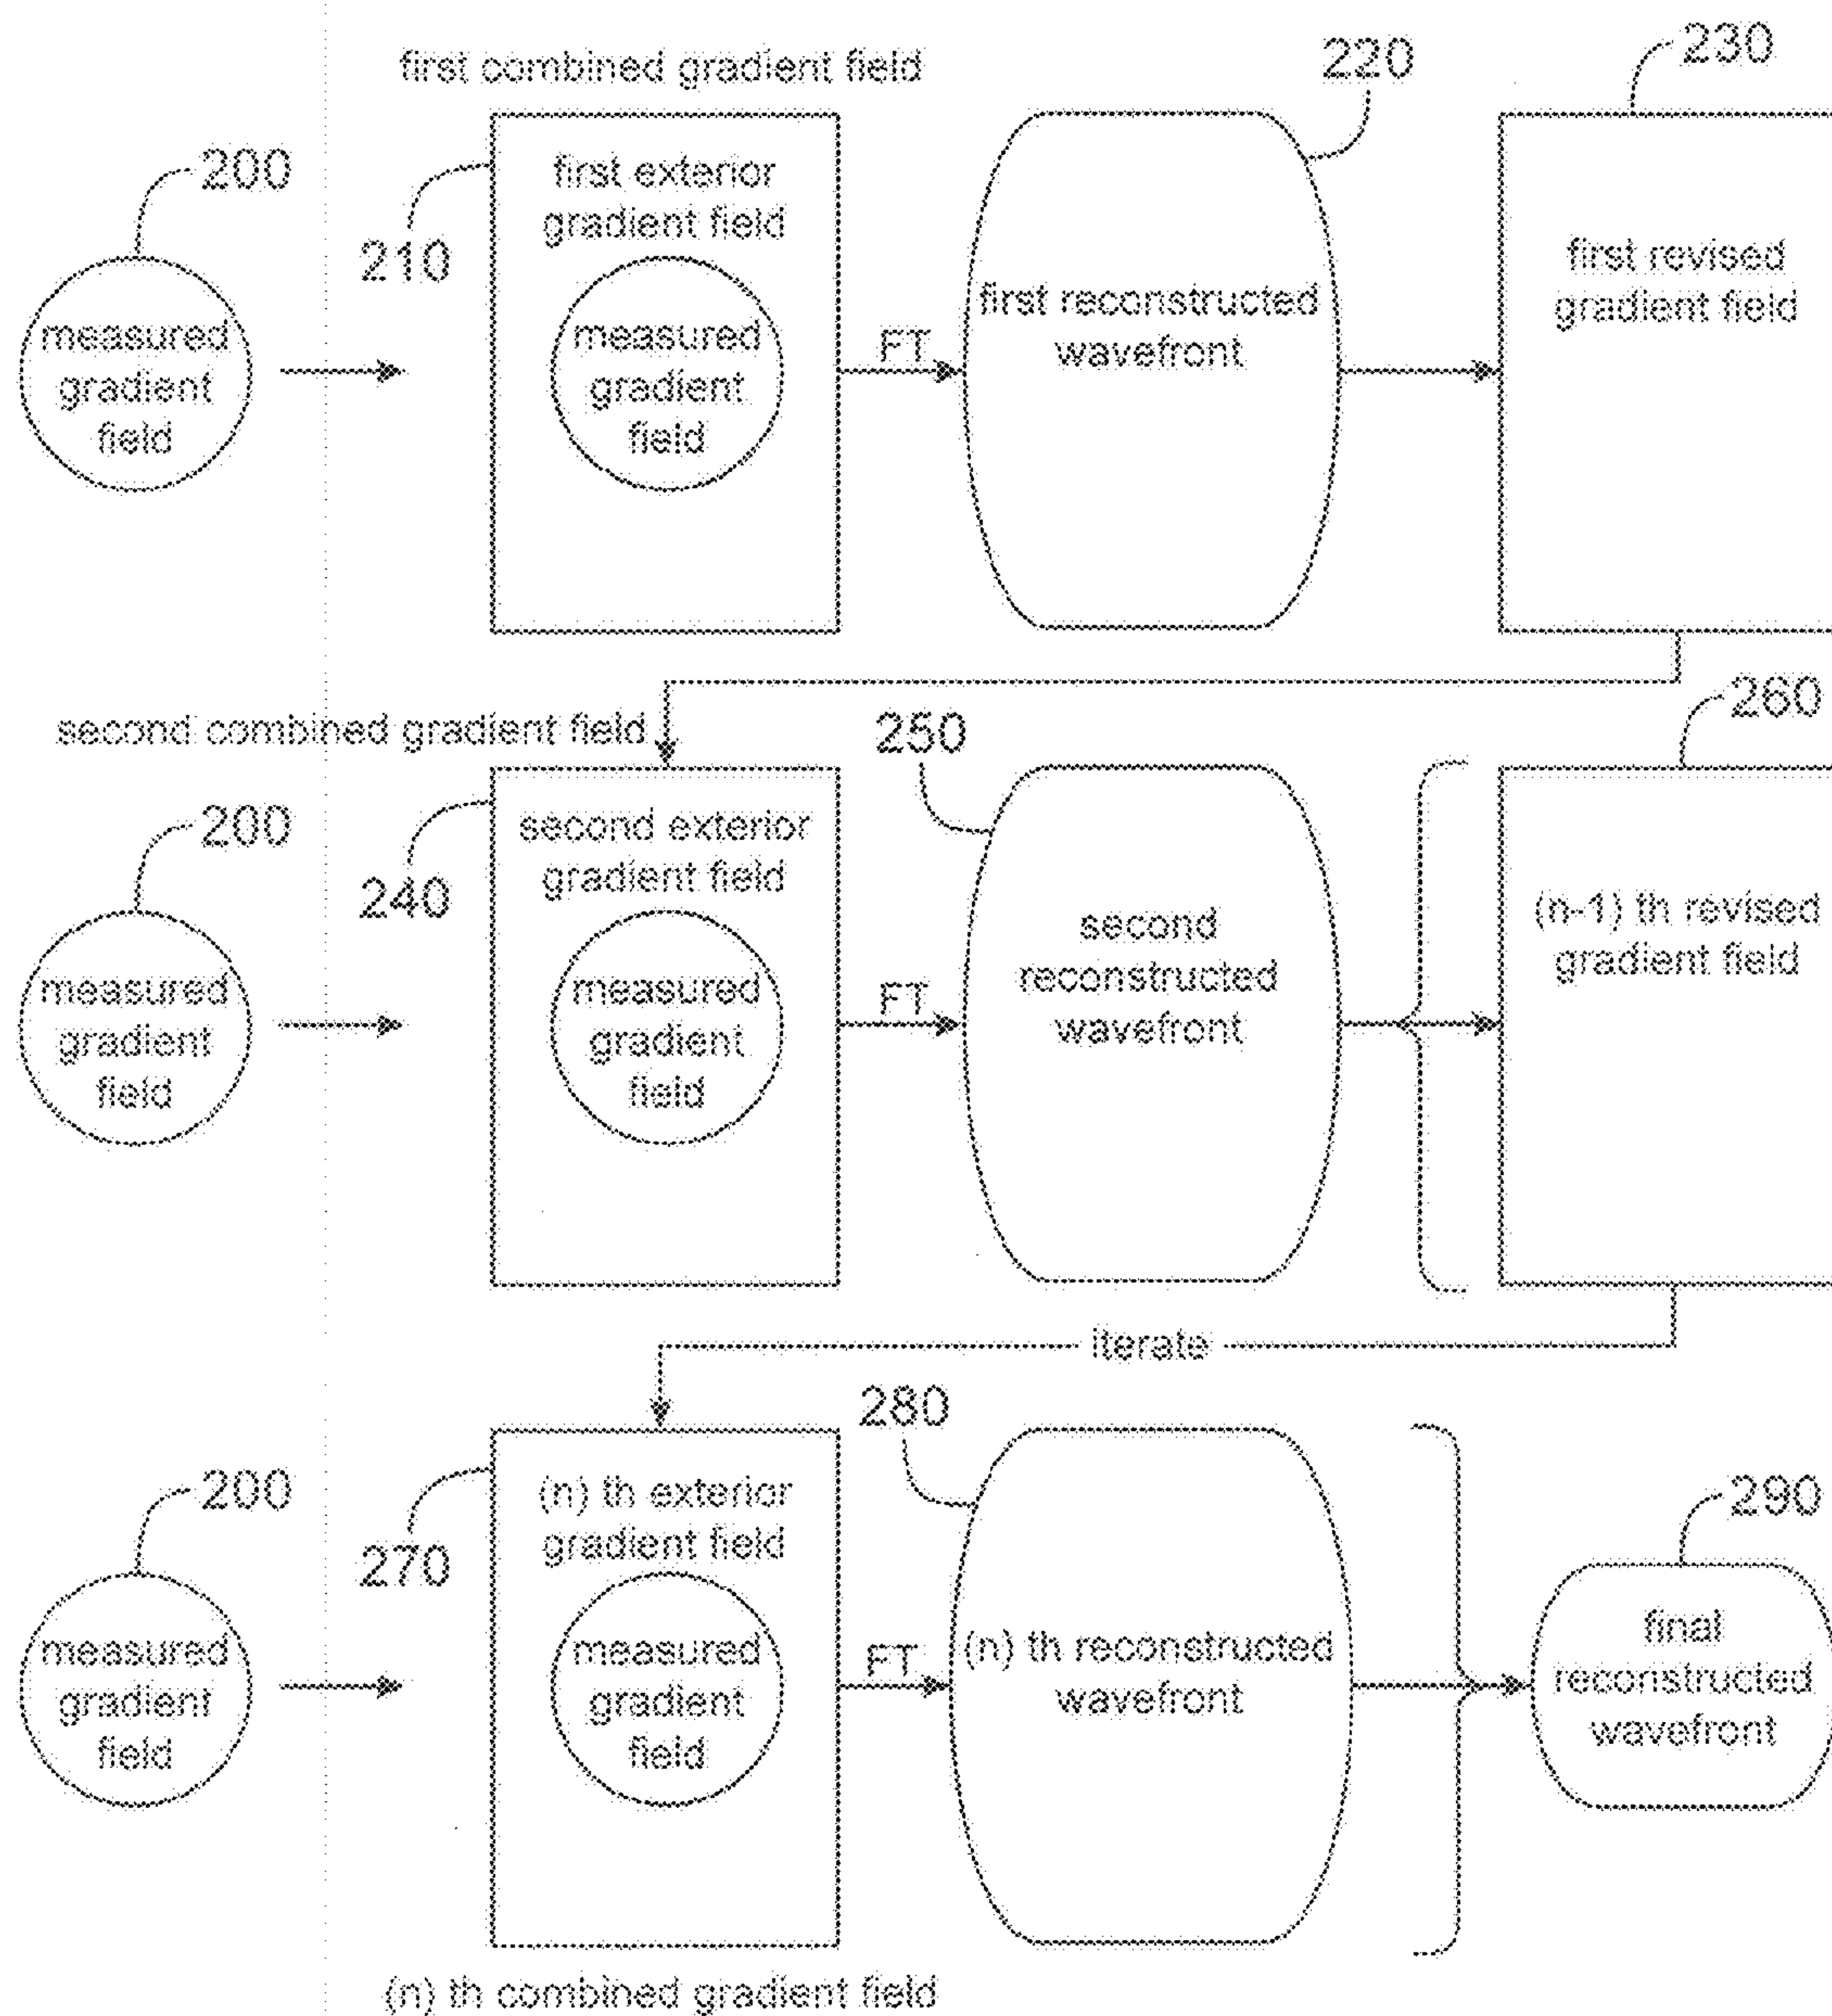 first combined gradient field
220
230
200
210
first exterior
gradient field
measured
gradient
field
measured
gradient
field
FT
first reconstructed
wavefront
first revised
gradient field
second combined gradient field
250
260
200
240
second exterior
gradient field
measured
gradient
field
measured
gradient
field
FT
second
reconstructed
wavefront
(n-1) th revised
gradient field
iterate
280
200
270
290
(n) th exterior
gradient field
measured
gradient
field
measured
gradient
field
FT
(n) th reconstructed
wavefront
final
reconstructed
wavefront
(n) th combined gradient field